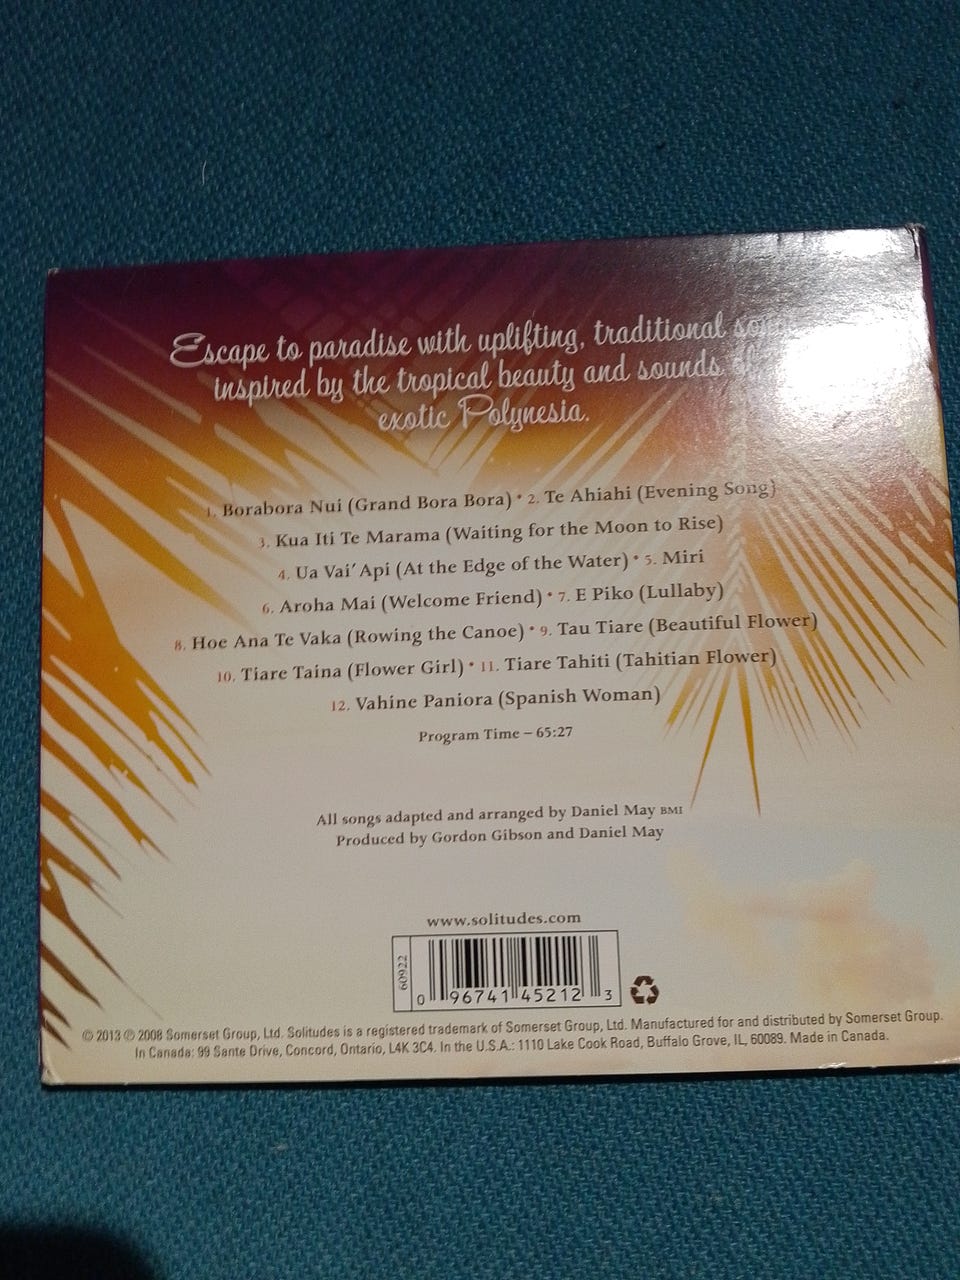 Escape to paradise with uplifting, traditional
inspired by the tropical beauty and sounds
exotic Polynesia.
1. Borabora Nui (Grand Bora Bora) • 2. Te Ahiahi (Evening Song)
3. Kua Iti Te Marama (Waiting for the Moon to Rise)
4. Ua Vai' Api (At the Edge of the Water) • 5. Miri
6. Aroha Mai (Welcome Friend) • 7. E Piko (Lullaby)
8. Hoe Ana Te Vaka (Rowing the Canoe) • 9. Tau Tiare (Beautiful Flower)
10. Tiare Taina (Flower Girl) • 11. Tiare Tahiti (Tahitian Flower)
12. Vahine Paniora (Spanish Woman)
Program Time – 65:27
All songs adapted and arranged by Daniel May BMI
Produced by Gordon Gibson and Daniel May
www.solitudes.com
60922
0 96741 45212 3
© 2013 ℗ 2008 Somerset Group, Ltd. Solitudes is a registered trademark of Somerset Group, Ltd. Manufactured for and distributed by Somerset Group.
In Canada: 99 Sante Drive, Concord, Ontario, L4K 3C4. In the U.S.A.: 1110 Lake Cook Road, Buffalo Grove, IL, 60089. Made in Canada.